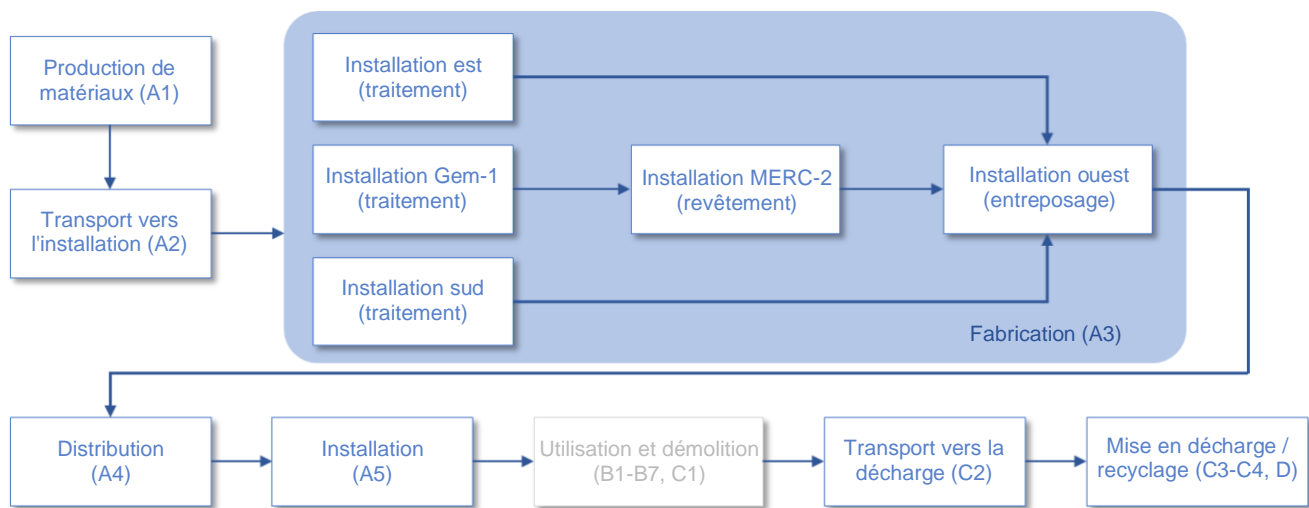 Production de
matériaux (A1)
Transport vers
l'installation (A2)
Installation est
(traitement)
Installation Gem-1
(traitement)
Installation MERC-2
(revêtement)
Installation ouest
(entreposage)
Installation sud
(traitement)
Fabrication (A3)
Distribution
(A4)
Installation
(A5)
Utilisation et démolition
(B1-B7, C1)
Transport vers la
décharge (C2)
Mise en décharge /
recyclage (C3-C4, D)